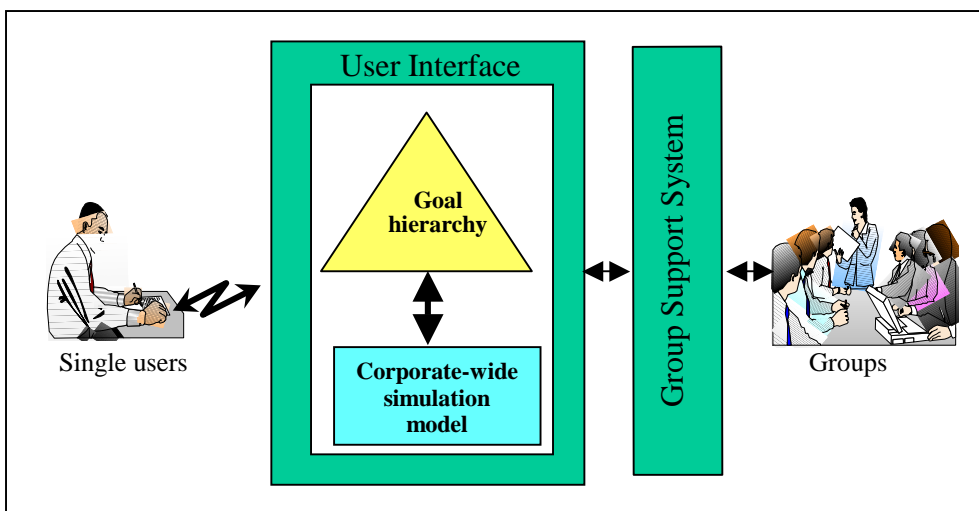 User Interface
Goal
hierarchy
Corporate-wide
simulation
model
Single users
Group Support System
Groups